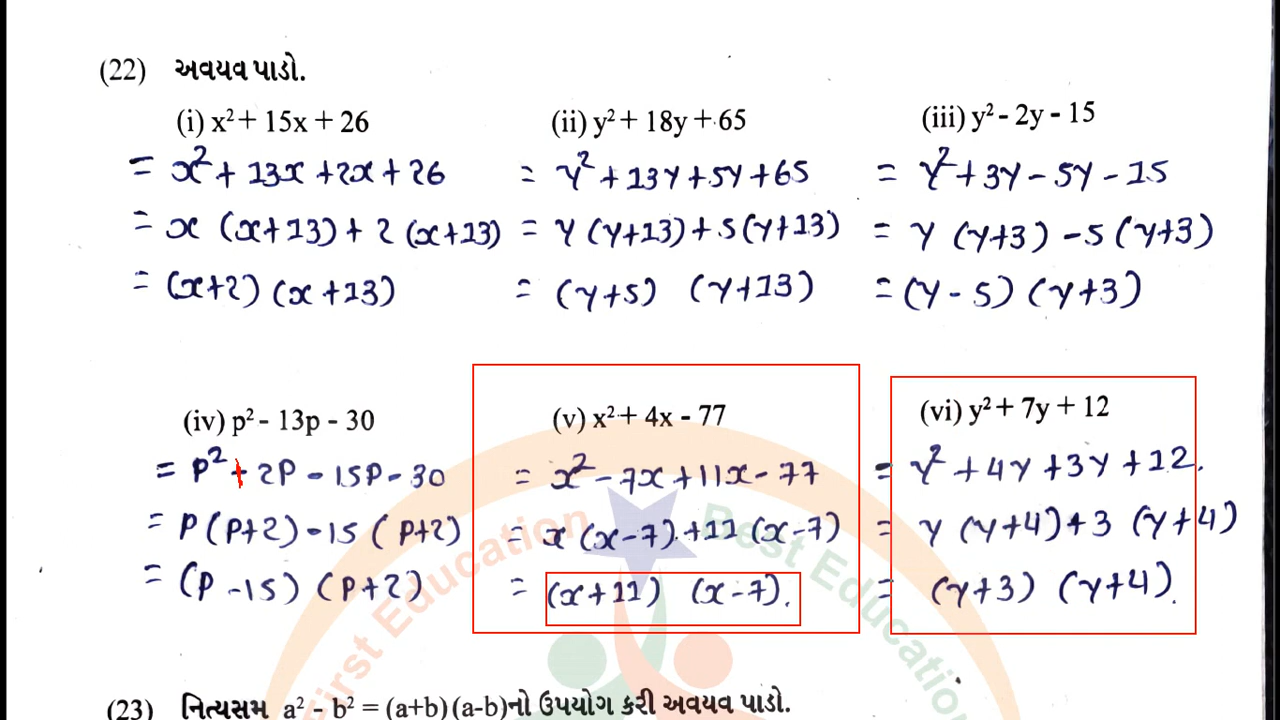 (22) અવયવ પાડો.
(i) x² + 15x + 26
= x² + 13x + 2x + 26
= x (x+13) + 2 (x+13)
= (x+2) (x+13)
(ii) y² + 18y + 65
= y² + 13y + 5y + 65
= y (y+13) + 5 (y+13)
= (y+5) (y+13)
(iii) y² - 2y - 15
= y² + 3y - 5y - 15
= y (y+3) - 5 (y+3)
= (y - 5) (y+3)
(iv) p² - 13p - 30
= p² + 2p - 15p - 30
= p (p+2) - 15 (p+2)
= (p - 15) (p+2)
(v) x² + 4x - 77
= x² - 7x + 11x - 77
= x (x-7) + 11 (x-7)
= (x+11) (x-7).
(vi) y² + 7y + 12
= y² + 4y + 3y + 12.
= y (y+4) + 3 (y+4)
= (y+3) (y+4).
First Education Best Education
(23) નિત્યસમ a² – b² = (a+b) (a-b)નો ઉપયોગ કરી અવયવ પાડો.